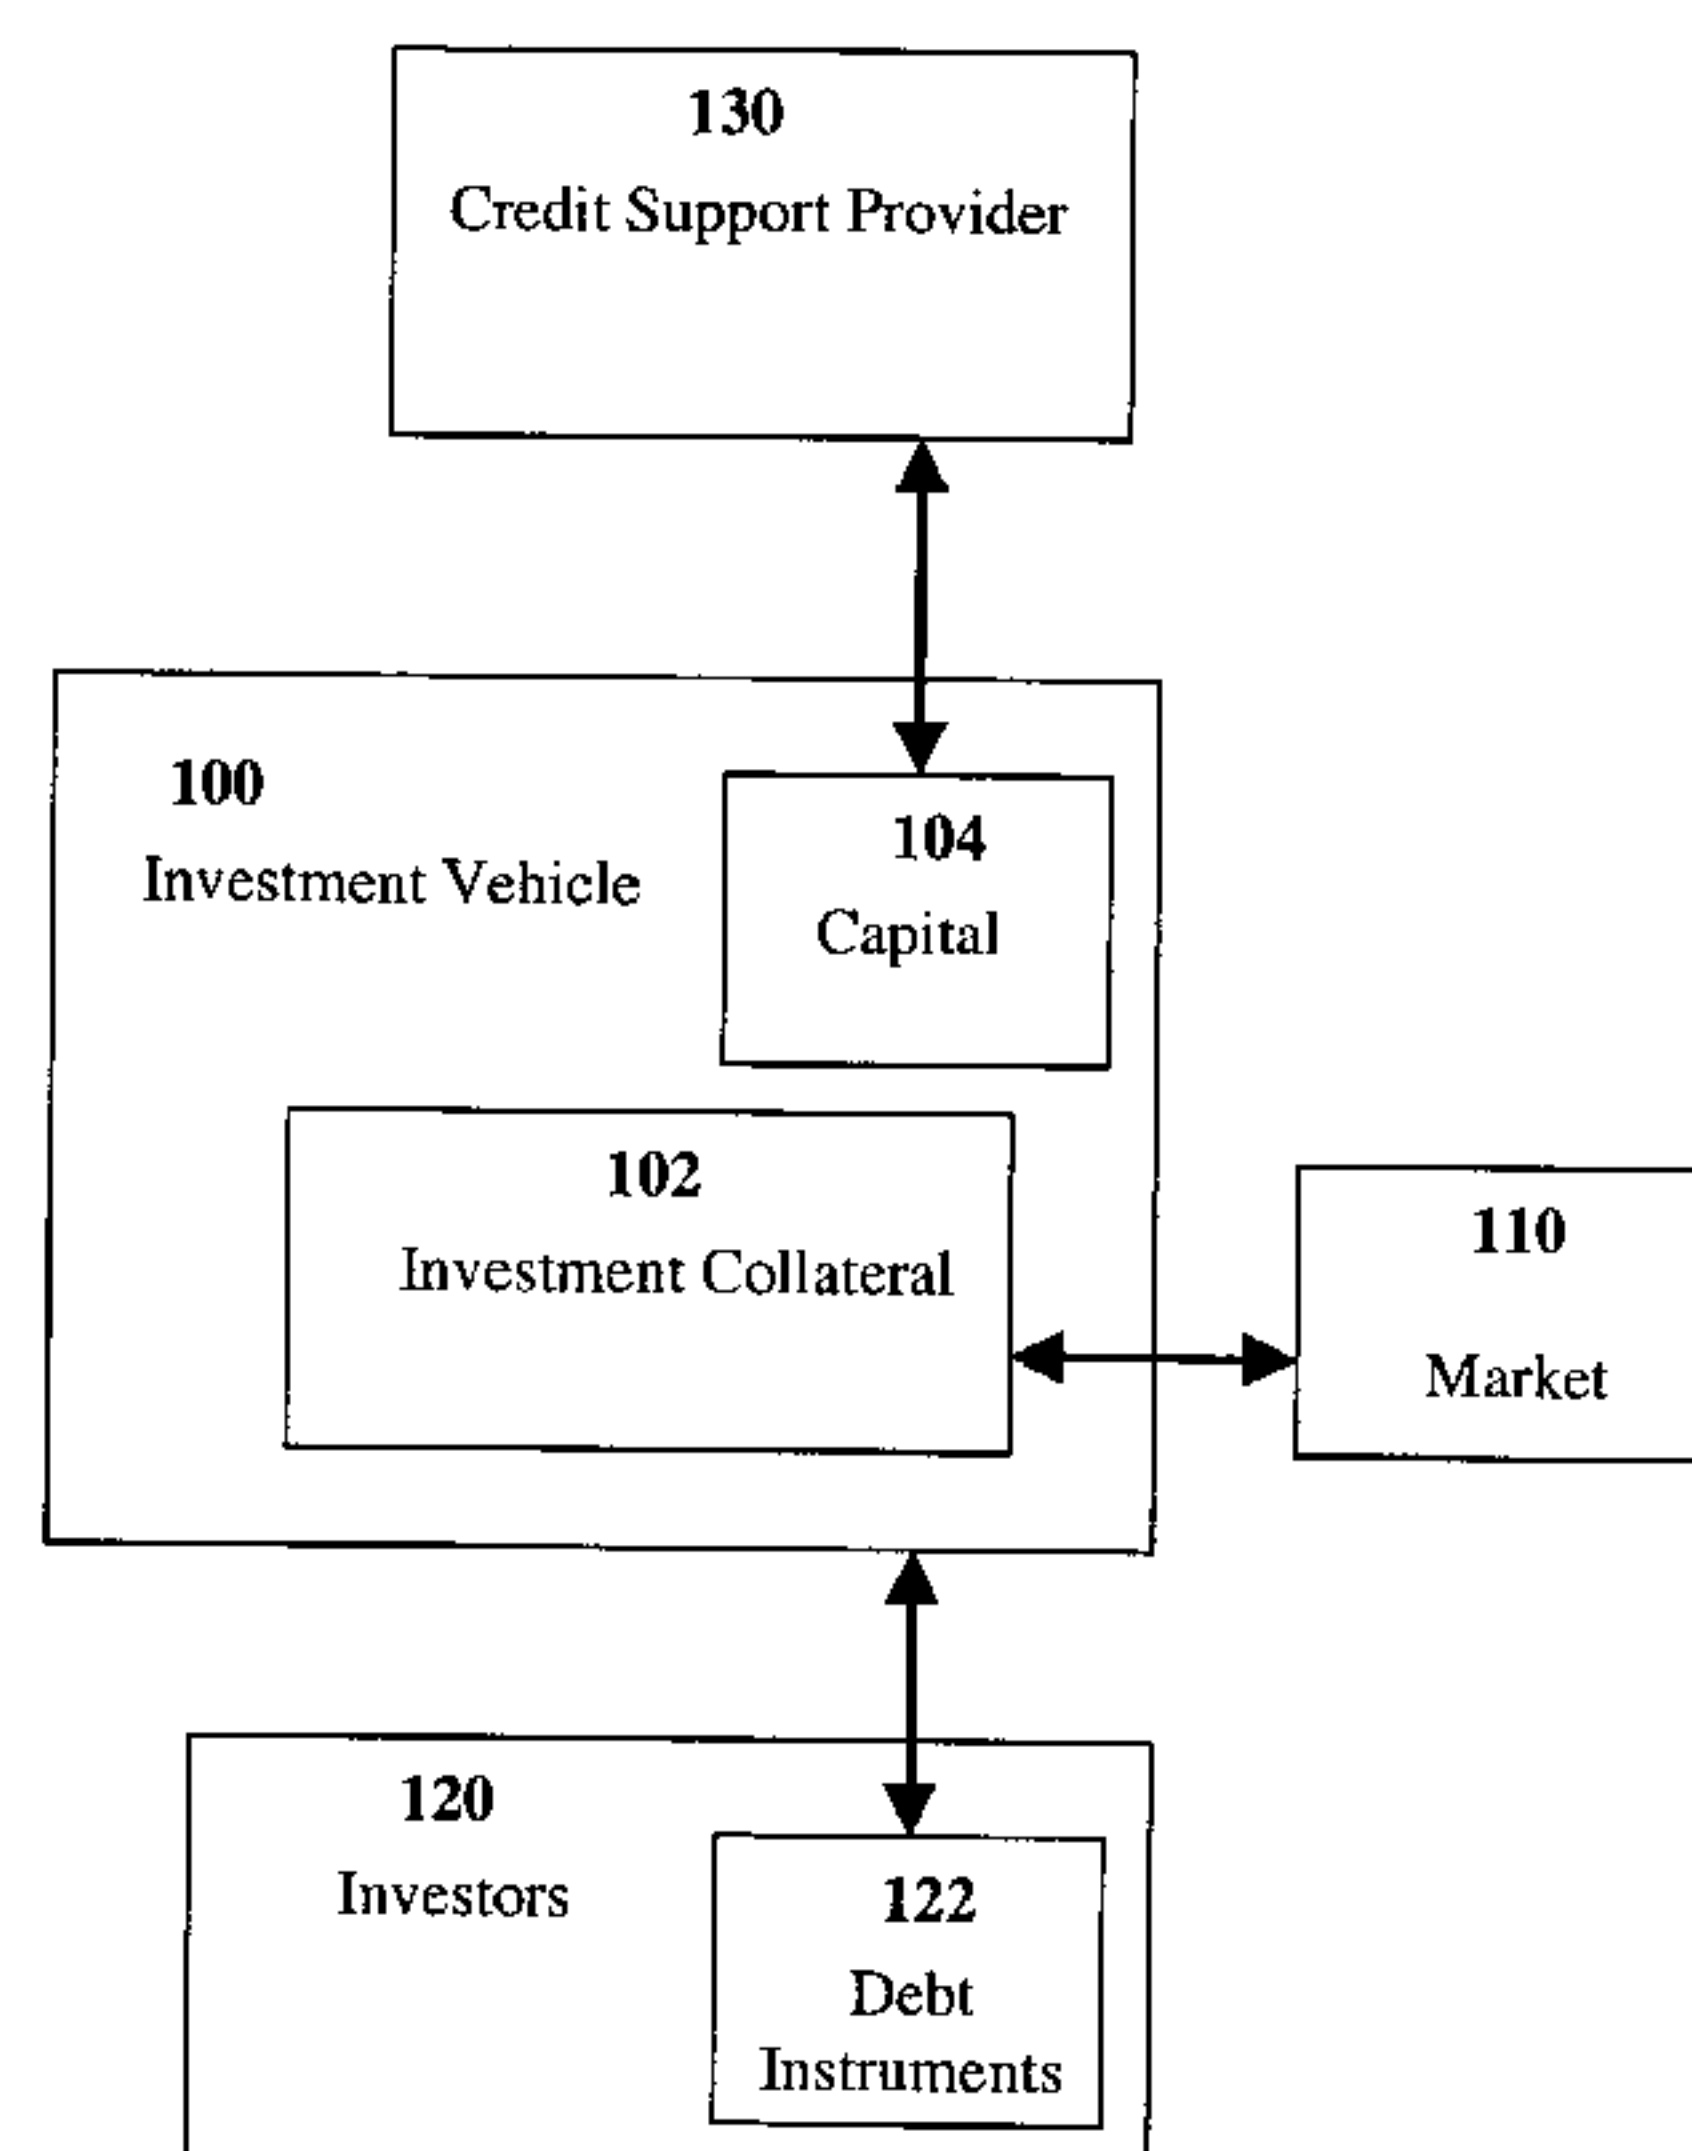 130
Credit Support Provider
100
Investment Vehicle
104
Capital
102
Investment Collateral
110
Market
120
Investors
122
Debt
Instruments